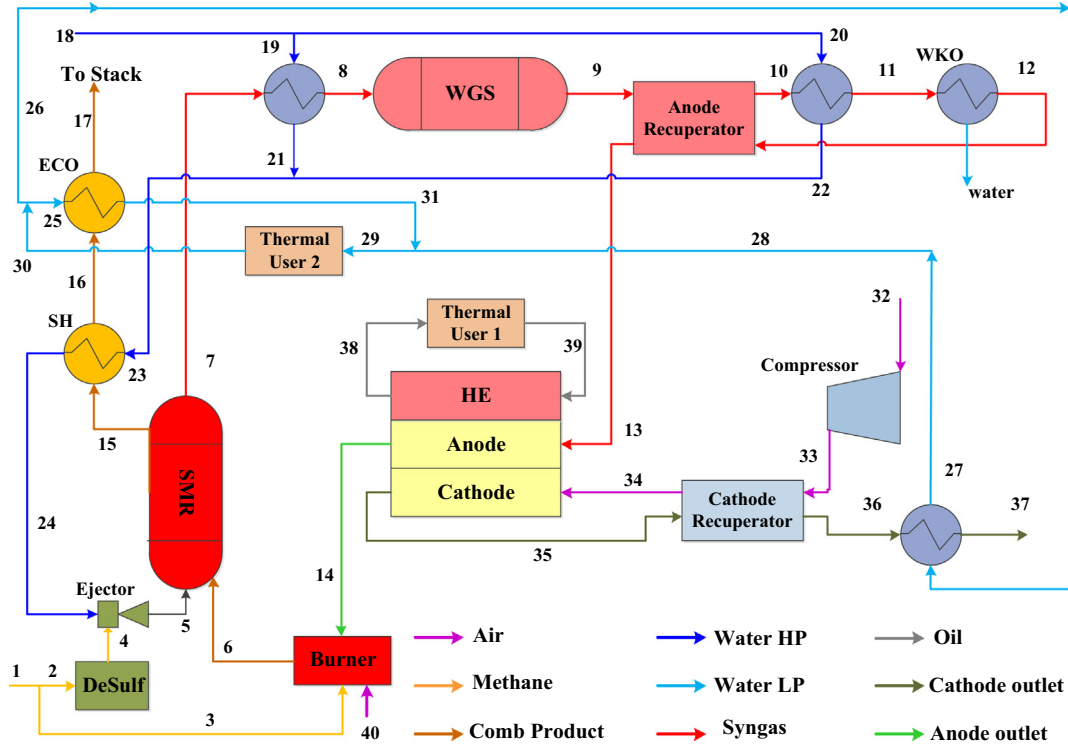 18
19
20
WKO
To Stack
8
9
10
11
12
WGS
Anode
Recuperator
26
17
ECO
21
22
water
25
31
Thermal
User 2
29
28
30
16
32
SH
Thermal
User 1
38
39
Compressor
23
7
HE
13
15
Anode
33
SMR
Cathode
34
Cathode
Recuperator
27
36
37
24
35
14
Ejector
5
4
6
Air
Water HP
Oil
1
2
DeSulf
Burner
Methane
Water LP
Cathode outlet
3
40
Comb Product
Syngas
Anode outlet